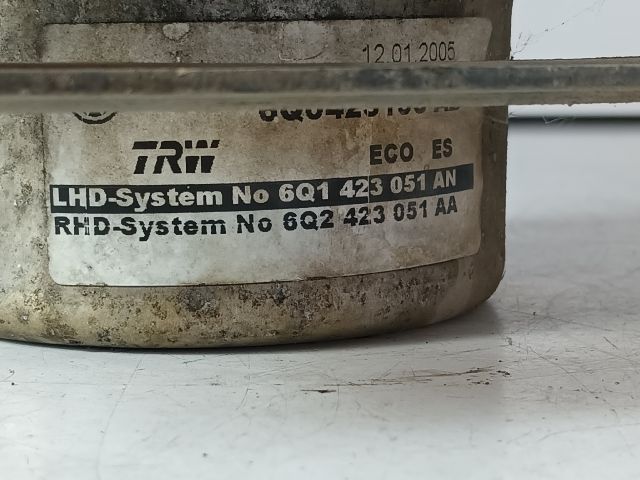 12.01.2005
TRW ECO ES
LHD-System No 6Q1 423 051 AN
RHD-System No 6Q2 423 051 AA